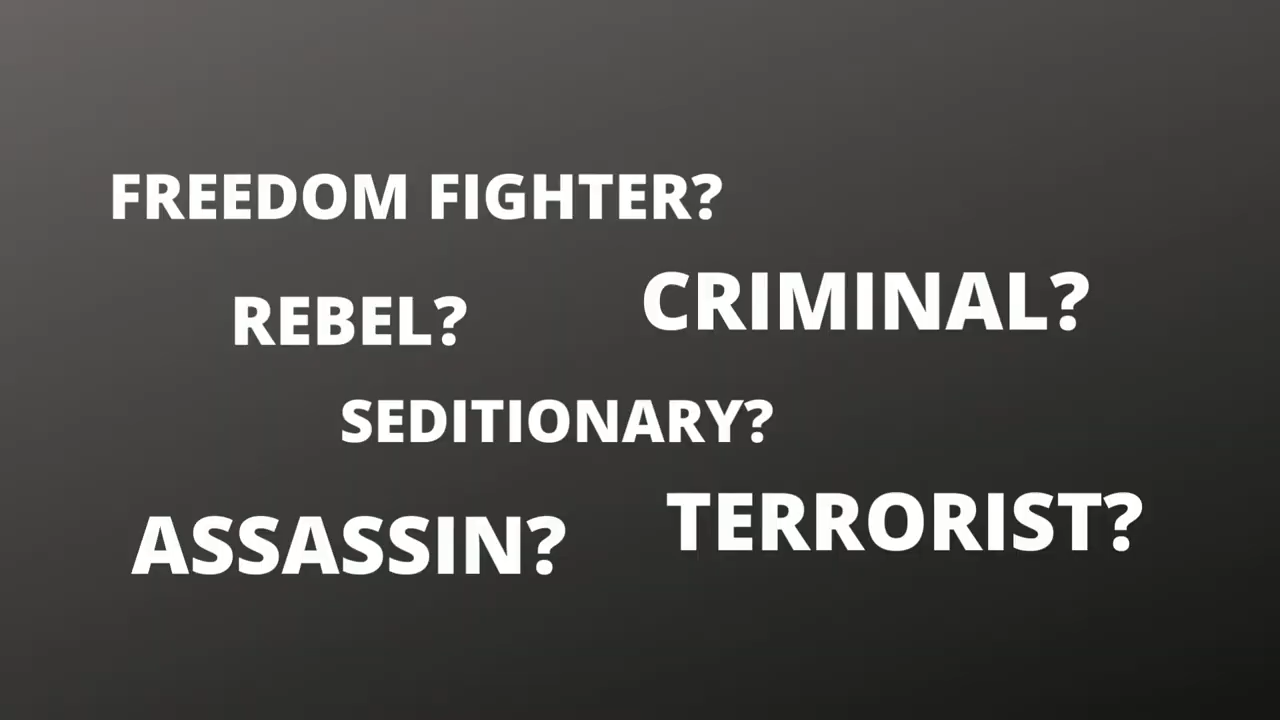 FREEDOM FIGHTER?
CRIMINAL?
REBEL?
SEDITIONARY?
TERRORIST?
ASSASSIN?